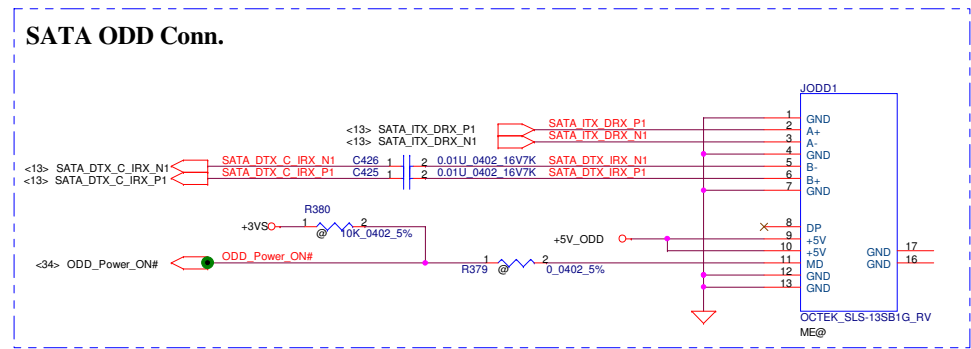 SATA ODD Conn.
JODD1
<13> SATA_ITX_DRX_P1 SATA_ITX_DRX_P1 1 GND
<13> SATA_ITX_DRX_N1 SATA_ITX_DRX_N1 2 A+
3 A-
4 GND
<13> SATA_DTX_C_IRX_N1 SATA_DTX_C_IRX_N1 C426 1 2 0.01U_0402_16V7K SATA_DTX_IRX_N1 5 B-
<13> SATA_DTX_C_IRX_P1 SATA_DTX_C_IRX_P1 C425 1 2 0.01U_0402_16V7K SATA_DTX_IRX_P1 6 B+
7 GND
R380
+3VS 1 2 8 DP
@ 10K_0402_5%
+5V_ODD 9 +5V
10 +5V GND 17
<34> ODD_Power_ON# ODD_Power_ON# 1 2 11 MD GND 16
R379 @ 0_0402_5% 12 GND
13 GND
OCTEK_SLS-13SB1G_RV
ME@